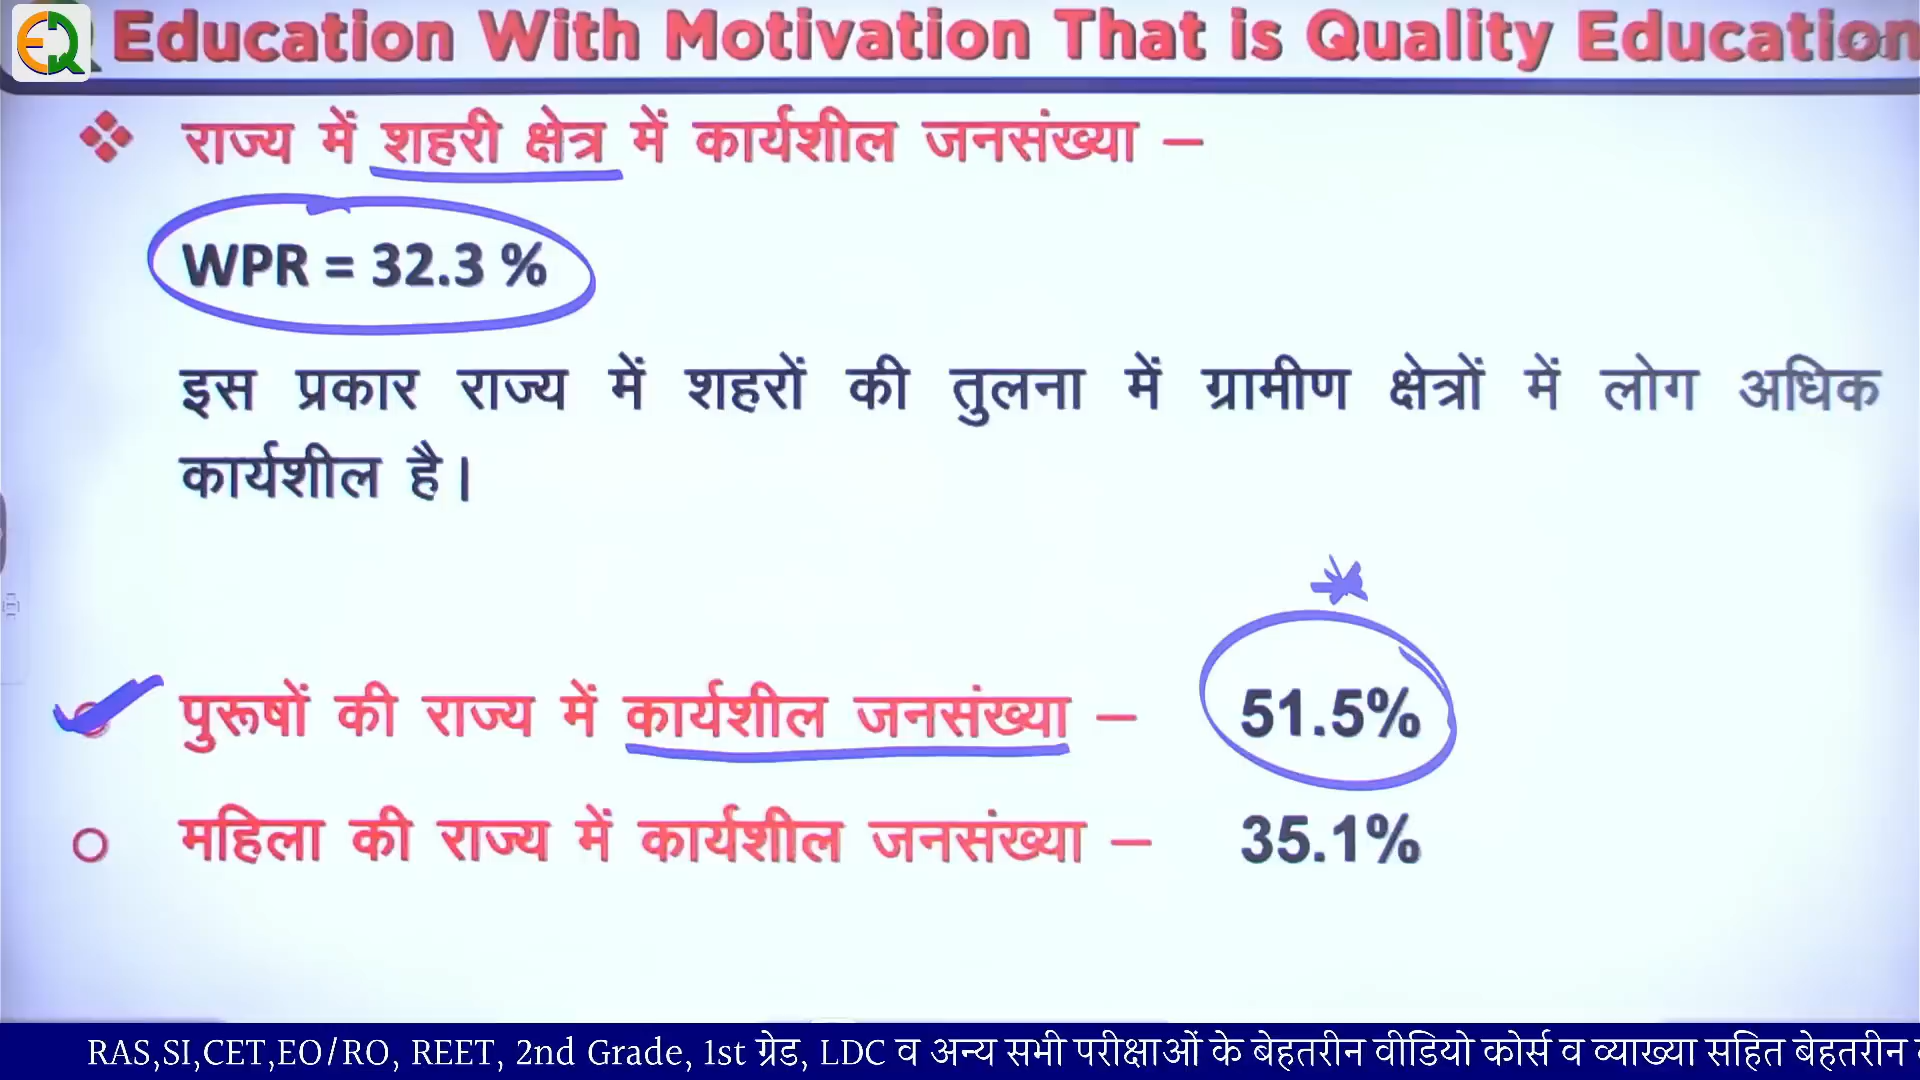 Education With Motivation That is Quality Education
राज्य में शहरी क्षेत्र में कार्यशील जनसंख्या –
WPR = 32.3 %
इस प्रकार राज्य में शहरों की तुलना में ग्रामीण क्षेत्रों में लोग अधिक
कार्यशील है।
पुरूषों की राज्य में कार्यशील जनसंख्या – 51.5%
महिला की राज्य में कार्यशील जनसंख्या – 35.1%
RAS,SI,CET,EO/RO, REET, 2nd Grade, 1st ग्रेड, LDC व अन्य सभी परीक्षाओं के बेहतरीन वीडियो कोर्स व व्याख्या सहित बेहतरीन